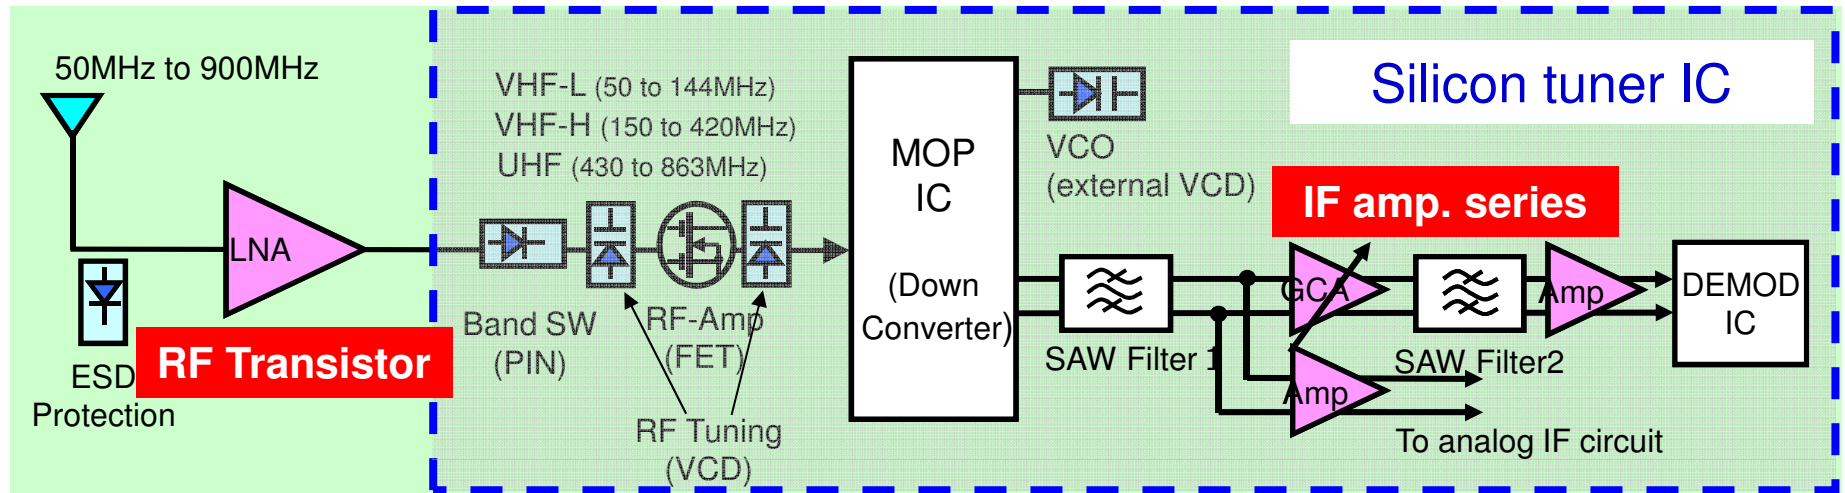 50MHz to 900MHz
LNA
ESD
Protection
RF Transistor
VHF-L (50 to 144MHz)
VHF-H (150 to 420MHz)
UHF (430 to 863MHz)
Band SW
(PIN)
RF-Amp
(FET)
RF Tuning
(VCD)
MOP
IC
(Down
Converter)
VCO
(external VCD)
Silicon tuner IC
IF amp. series
SAW Filter 1
GCA
Amp
SAW Filter2
Amp
DEMOD
IC
To analog IF circuit